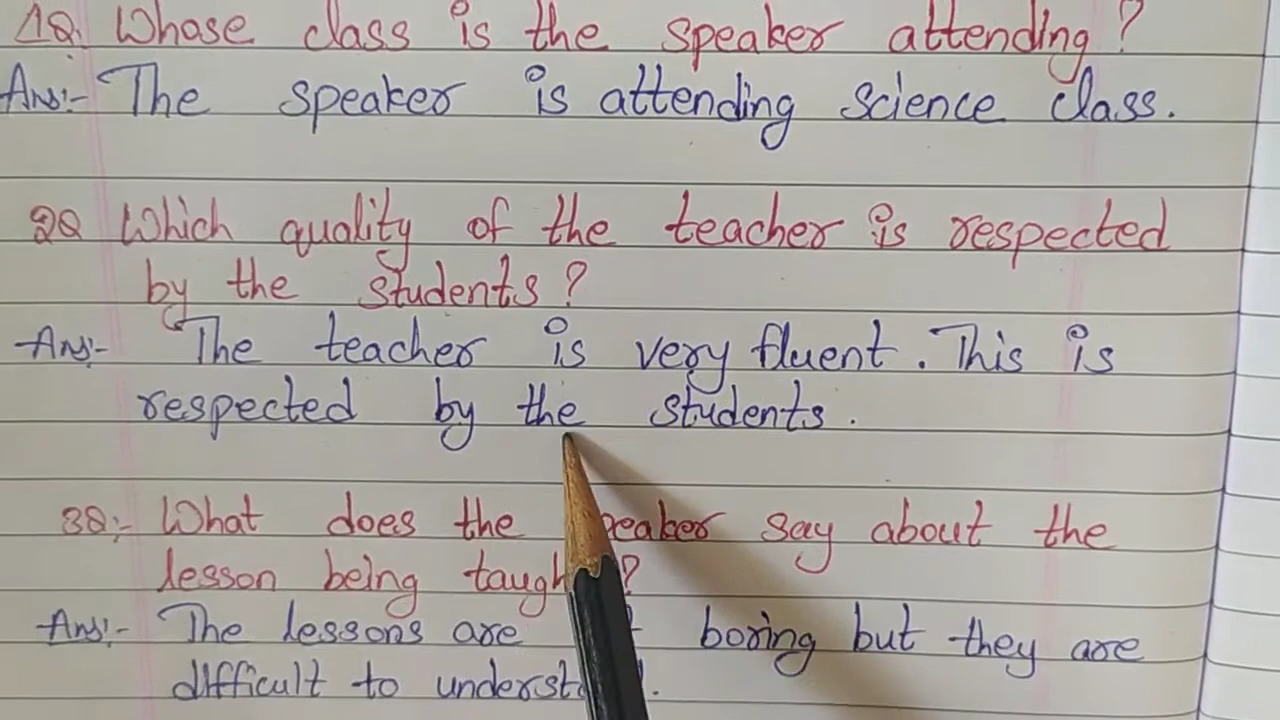 1Q. Whose class is the speaker attending?
Ans:- The speaker is attending science class.
2Q Which quality of the teacher is respected
by the students?
Ans:- The teacher is very fluent. This is
respected by the students.
3Q:- What does the speaker say about the
lesson being taught?
Ans:- The lessons are boring but they are
difficult to understand.